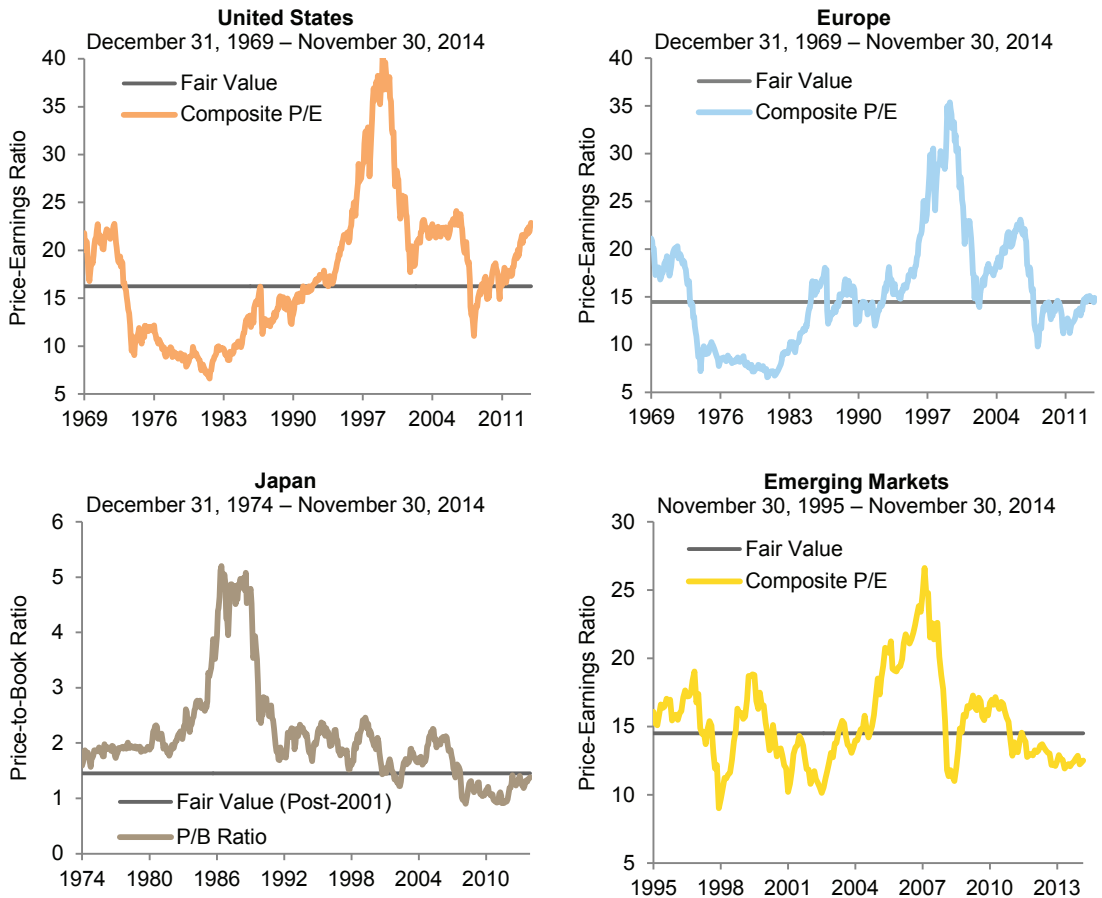 United States
December 31, 1969 – November 30, 2014
Price-Earnings Ratio
40
35
30
25
20
15
10
5
Fair Value
Composite P/E
1969
1976
1983
1990
1997
2004
2011
Europe
December 31, 1969 – November 30, 2014
Price-Earnings Ratio
40
35
30
25
20
15
10
5
Fair Value
Composite P/E
1969
1976
1983
1990
1997
2004
2011
Japan
December 31, 1974 – November 30, 2014
Price-to-Book Ratio
6
5
4
3
2
1
0
Fair Value (Post-2001)
P/B Ratio
1974
1980
1986
1992
1998
2004
2010
Emerging Markets
November 30, 1995 – November 30, 2014
Price-Earnings Ratio
30
25
20
15
10
5
Fair Value
Composite P/E
1995
1998
2001
2004
2007
2010
2013